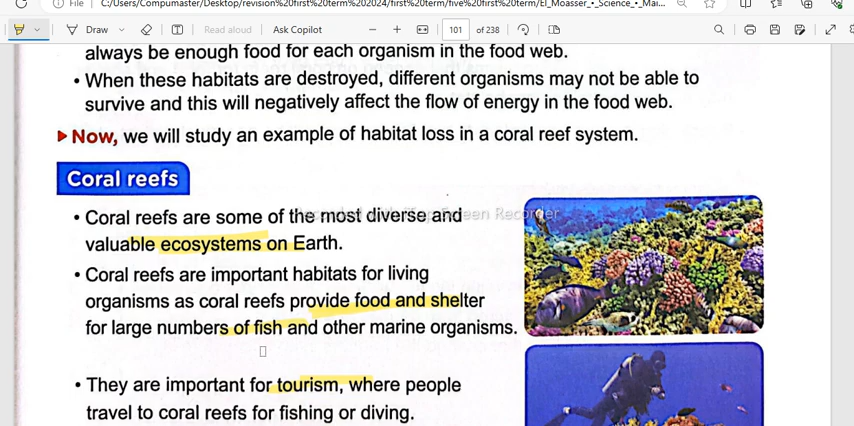 File
C:/Users/Compumaster/Desktop/revision%20first%20term%202024/first%20term/five%20first%20term/El_Moasser_•_Science_•_Mai...
Draw
Read aloud
Ask Copilot
101 of 238
always be enough food for each organism in the food web.
• When these habitats are destroyed, different organisms may not be able to
survive and this will negatively affect the flow of energy in the food web.
Now, we will study an example of habitat loss in a coral reef system.
Coral reefs
• Coral reefs are some of the most diverse and
valuable ecosystems on Earth.
• Coral reefs are important habitats for living
organisms as coral reefs provide food and shelter
for large numbers of fish and other marine organisms.
• They are important for tourism, where people
travel to coral reefs for fishing or diving.
Screen Recorder